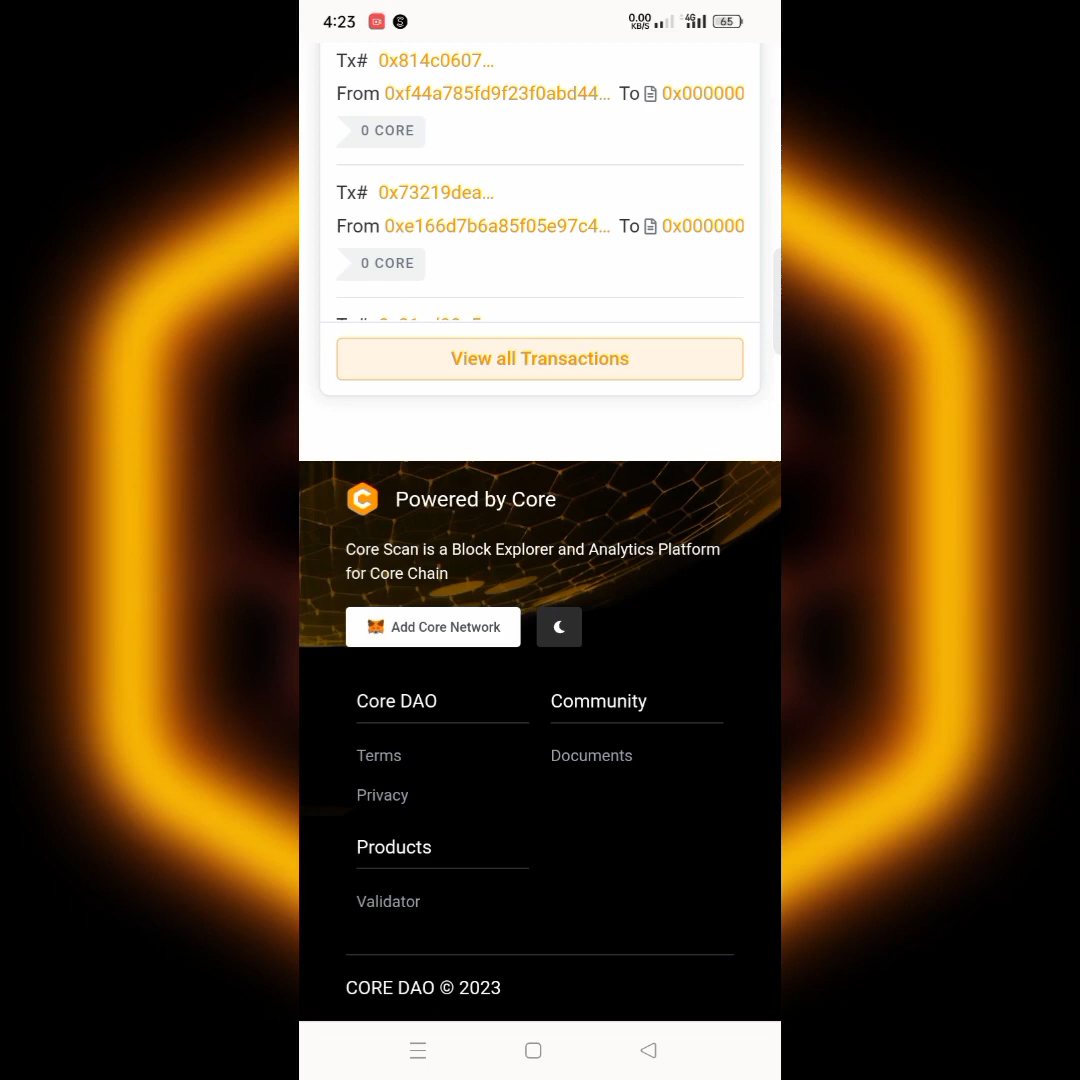 4:23 0.00 KB/S 4G 65
Tx# 0x814c0607...
From 0xf44a785fd9f23f0abd44... To 0x000000
0 CORE
Tx# 0x73219dea...
From 0xe166d7b6a85f05e97c4... To 0x000000
0 CORE
View all Transactions
Powered by Core
Core Scan is a Block Explorer and Analytics Platform
for Core Chain
Add Core Network
Core DAO Community
Terms Documents
Privacy
Products
Validator
CORE DAO © 2023